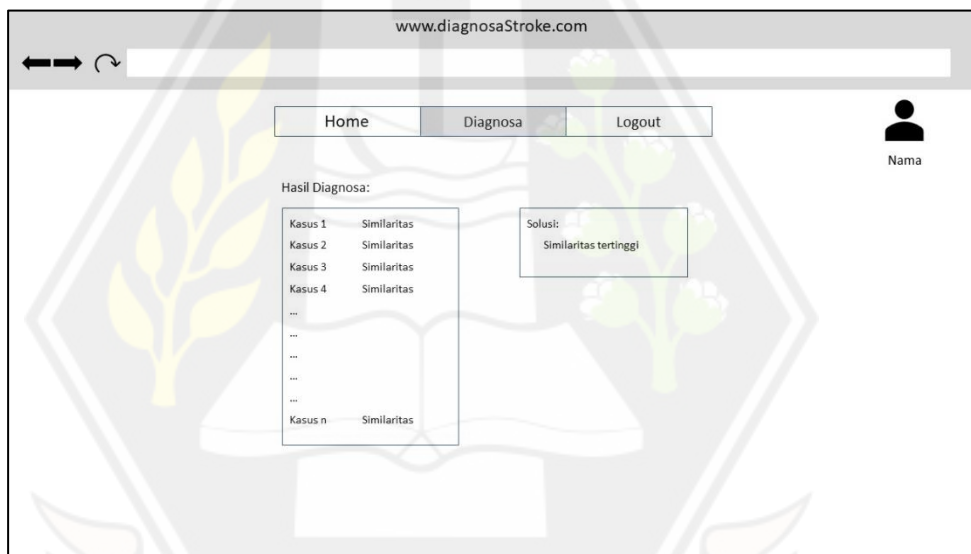 www.diagnosaStroke.com
Home Diagnosa Logout
Nama
Hasil Diagnosa:
Kasus 1 Similaritas
Kasus 2 Similaritas
Kasus 3 Similaritas
Kasus 4 Similaritas
...
...
...
...
...
Kasus n Similaritas
Solusi:
Similaritas tertinggi